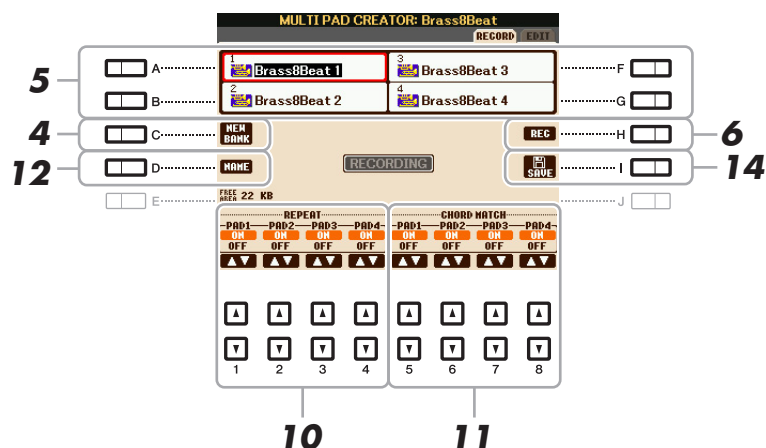 MULTI PAD CREATOR: Brass8Beat
RECORD EDIT
5 A 1 Brass8Beat 1 3 Brass8Beat 3 F
B 2 Brass8Beat 2 4 Brass8Beat 4 G
4 C NEW BANK REC H 6
12 D NAME RECORDING SAVE I 14
E FREE AREA 22 KB J
REPEAT CHORD MATCH
PAD1 PAD2 PAD3 PAD4 PAD1 PAD2 PAD3 PAD4
ON ON ON ON ON ON ON ON
OFF OFF OFF OFF OFF OFF OFF OFF
1 2 3 4 5 6 7 8
10 11